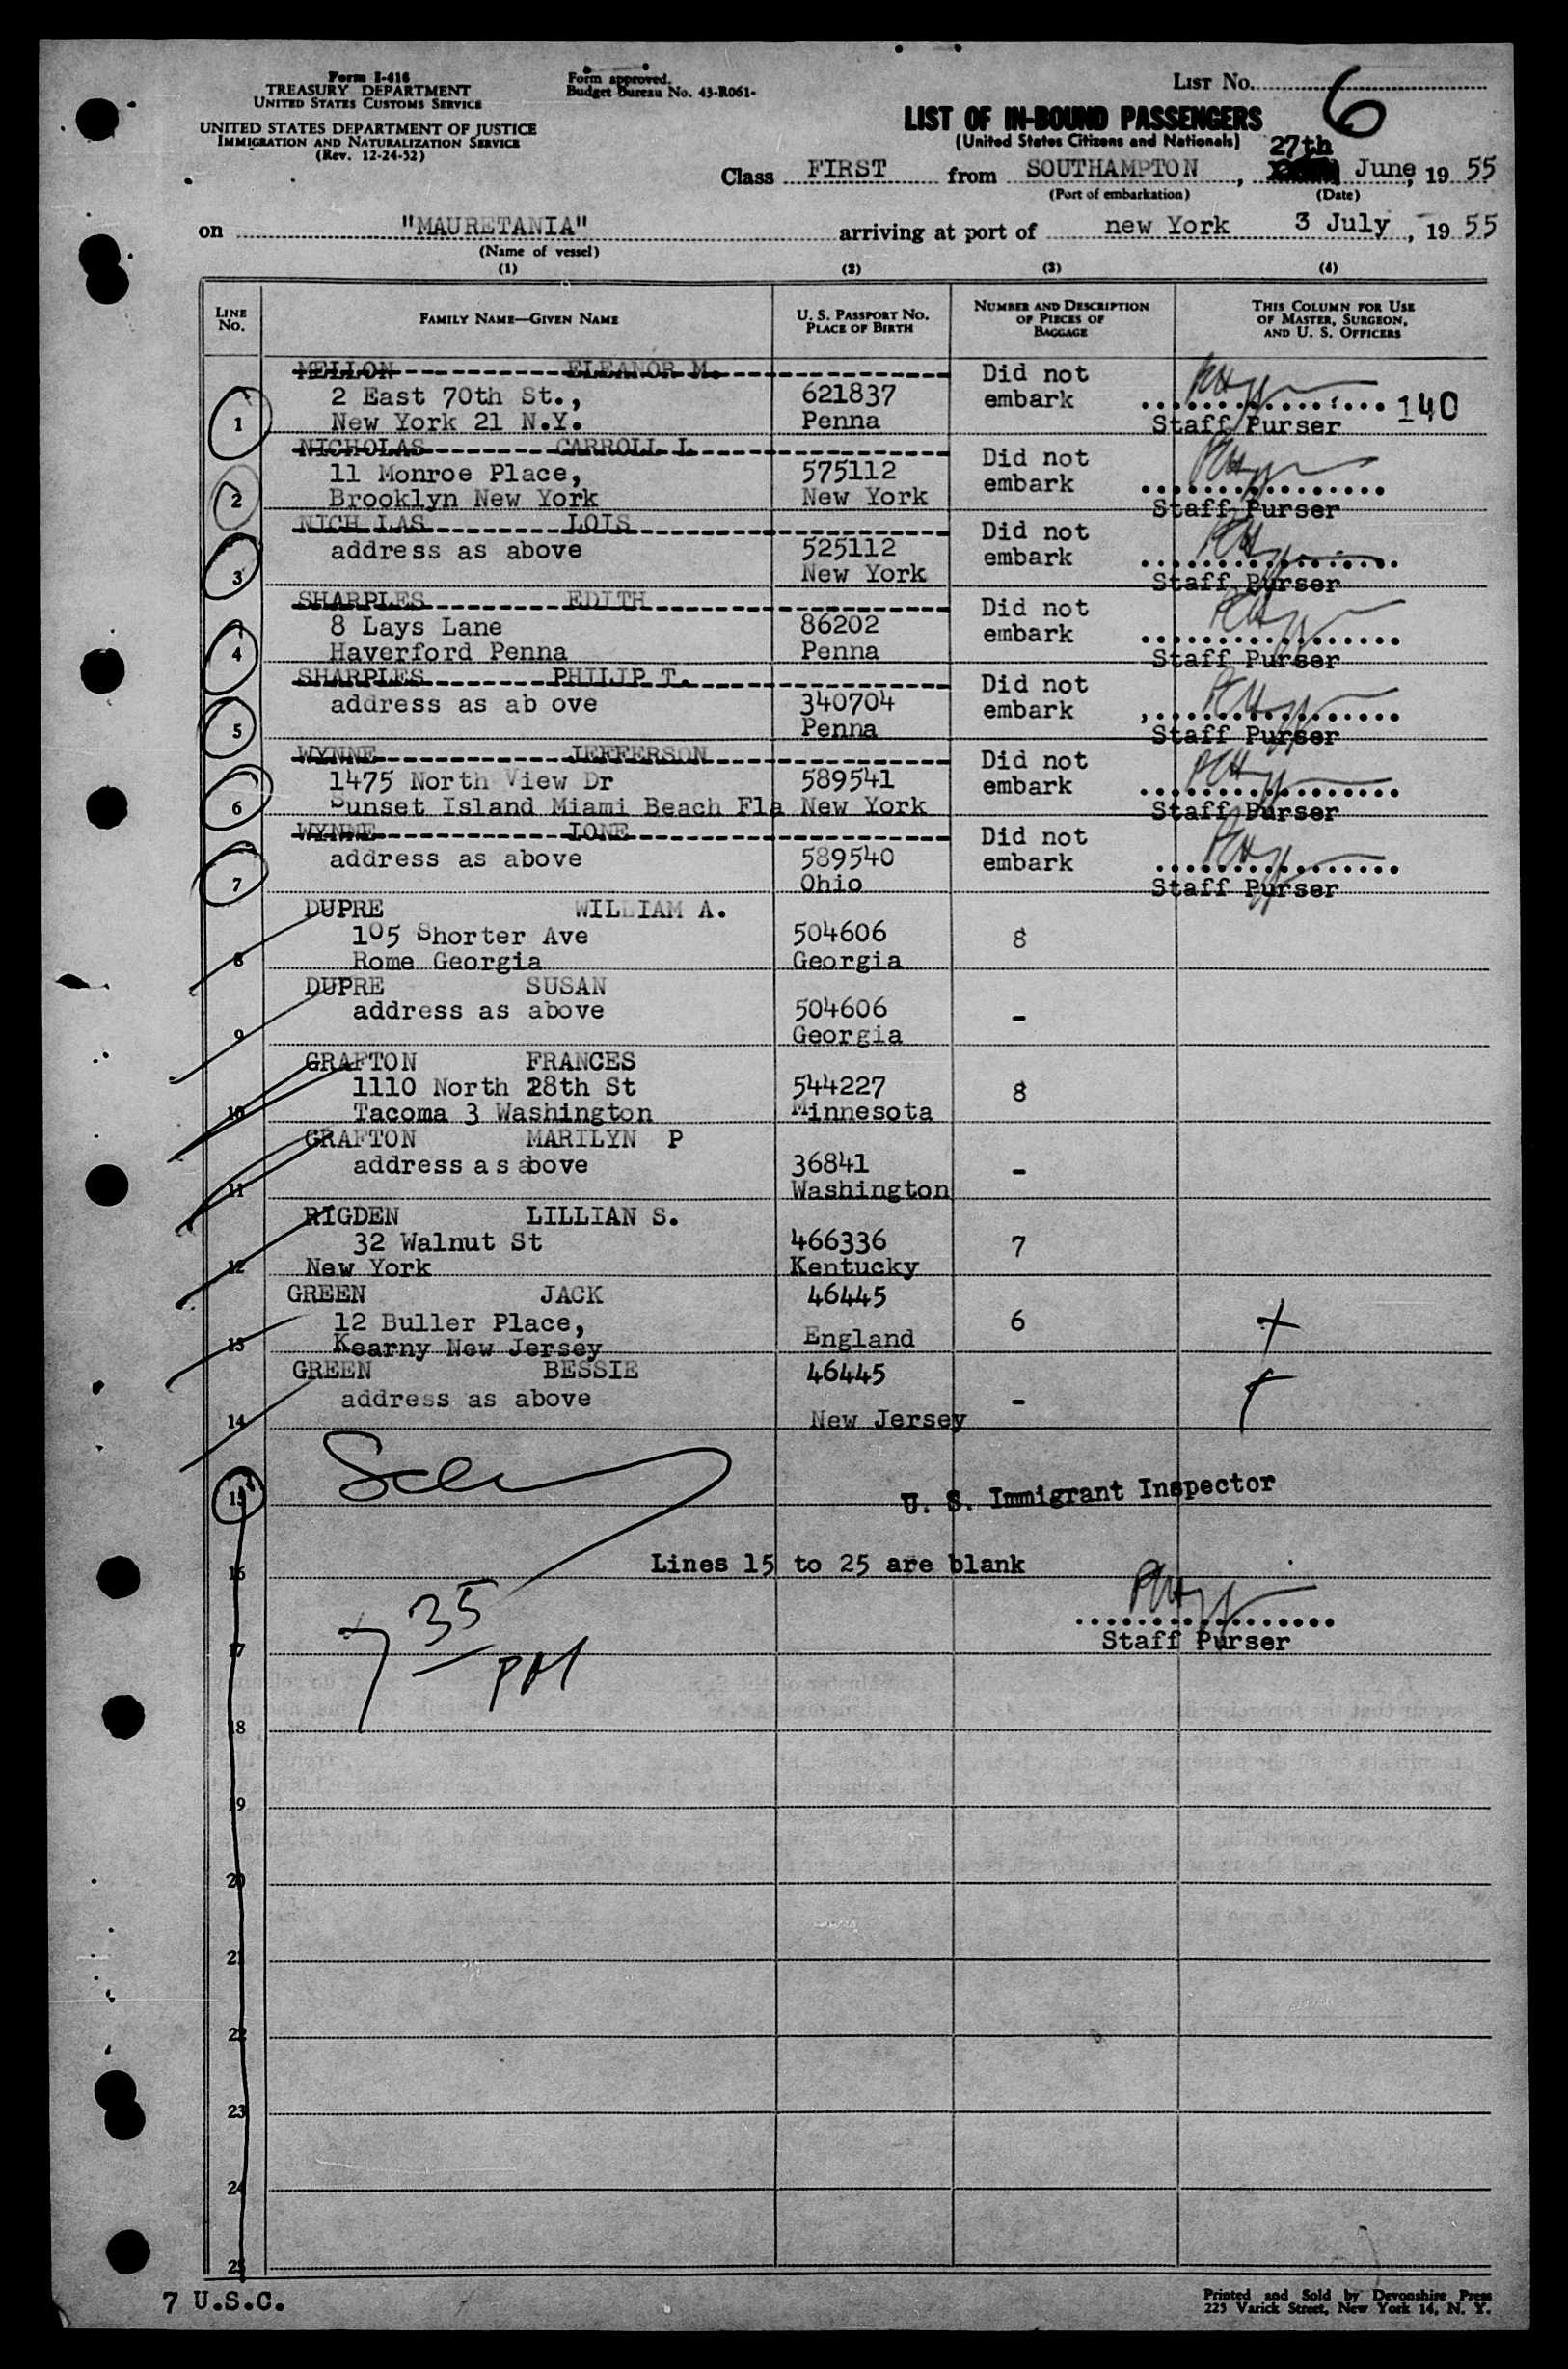 Form I-416
TREASURY DEPARTMENT
UNITED STATES CUSTOMS SERVICE
UNITED STATES DEPARTMENT OF JUSTICE
IMMIGRATION AND NATURALIZATION SERVICE
(Rev. 12-24-52)
Form approved.
Budget Bureau No. 43-R061-
LIST NO. 6
LIST OF IN-BOUND PASSENGERS
(United States Citizens and Nationals)
Class FIRST from SOUTHAMPTON, 27th June, 19 55
(Port of embarkation) (Date)
on "MAURETANIA" arriving at port of new York 3 July, 19 55
(Name of vessel)
(1) (2) (3) (4)
LINE NO. FAMILY NAME—GIVEN NAME U. S. PASSPORT NO. PLACE OF BIRTH NUMBER AND DESCRIPTION OF PIECES OF BAGGAGE THIS COLUMN FOR USE OF MASTER, SURGEON, AND U. S. OFFICERS
MELLON ELEANOR M. Did not
2 East 70th St., 621837 embark 140
1 New York 21 N.Y. Penna Staff Purser
NICHOLAS CARROLL L Did not
11 Monroe Place, 575112 embark
2 Brooklyn New York New York Staff Purser
NICH LAS LOIS Did not
address as above 525112 embark
3 New York Staff Purser
SHARPLES EDITH Did not
8 Lays Lane 86202 embark
4 Haverford Penna Penna Staff Purser
SHARPLES PHILIP T. Did not
address as ab ove 340704 embark
5 Penna Staff Purser
WYNNE JEFFERSON Did not
1475 North View Dr 589541 embark
6 Sunset Island Miami Beach Fla New York Staff Purser
WYNNE IONE Did not
address as above 589540 embark
7 Ohio Staff Purser
DUPRE WILLIAM A.
105 Shorter Ave 504606 8
8 Rome Georgia Georgia
DUPRE SUSAN
address as above 504606 -
9 Georgia
GRAFTON FRANCES
1110 North 28th St 544227 8
10 Tacoma 3 Washington Minnesota
GRAFTON MARILYN P
address as above 36841 -
11 Washington
RIGDEN LILLIAN S.
32 Walnut St 466336 7
12 New York Kentucky
GREEN JACK 46445
12 Buller Place, 6
13 Kearny New Jersey England
GREEN BESSIE 46445
address as above -
14 New Jersey
15 U. S. Immigrant Inspector
16 Lines 15 to 25 are blank
7 35 PM
17 Staff Purser
18
19
20
21
22
23
24
25
7 U.S.C.
Printed and Sold by Devonshire Press
225 Varick Street, New York 14, N. Y.